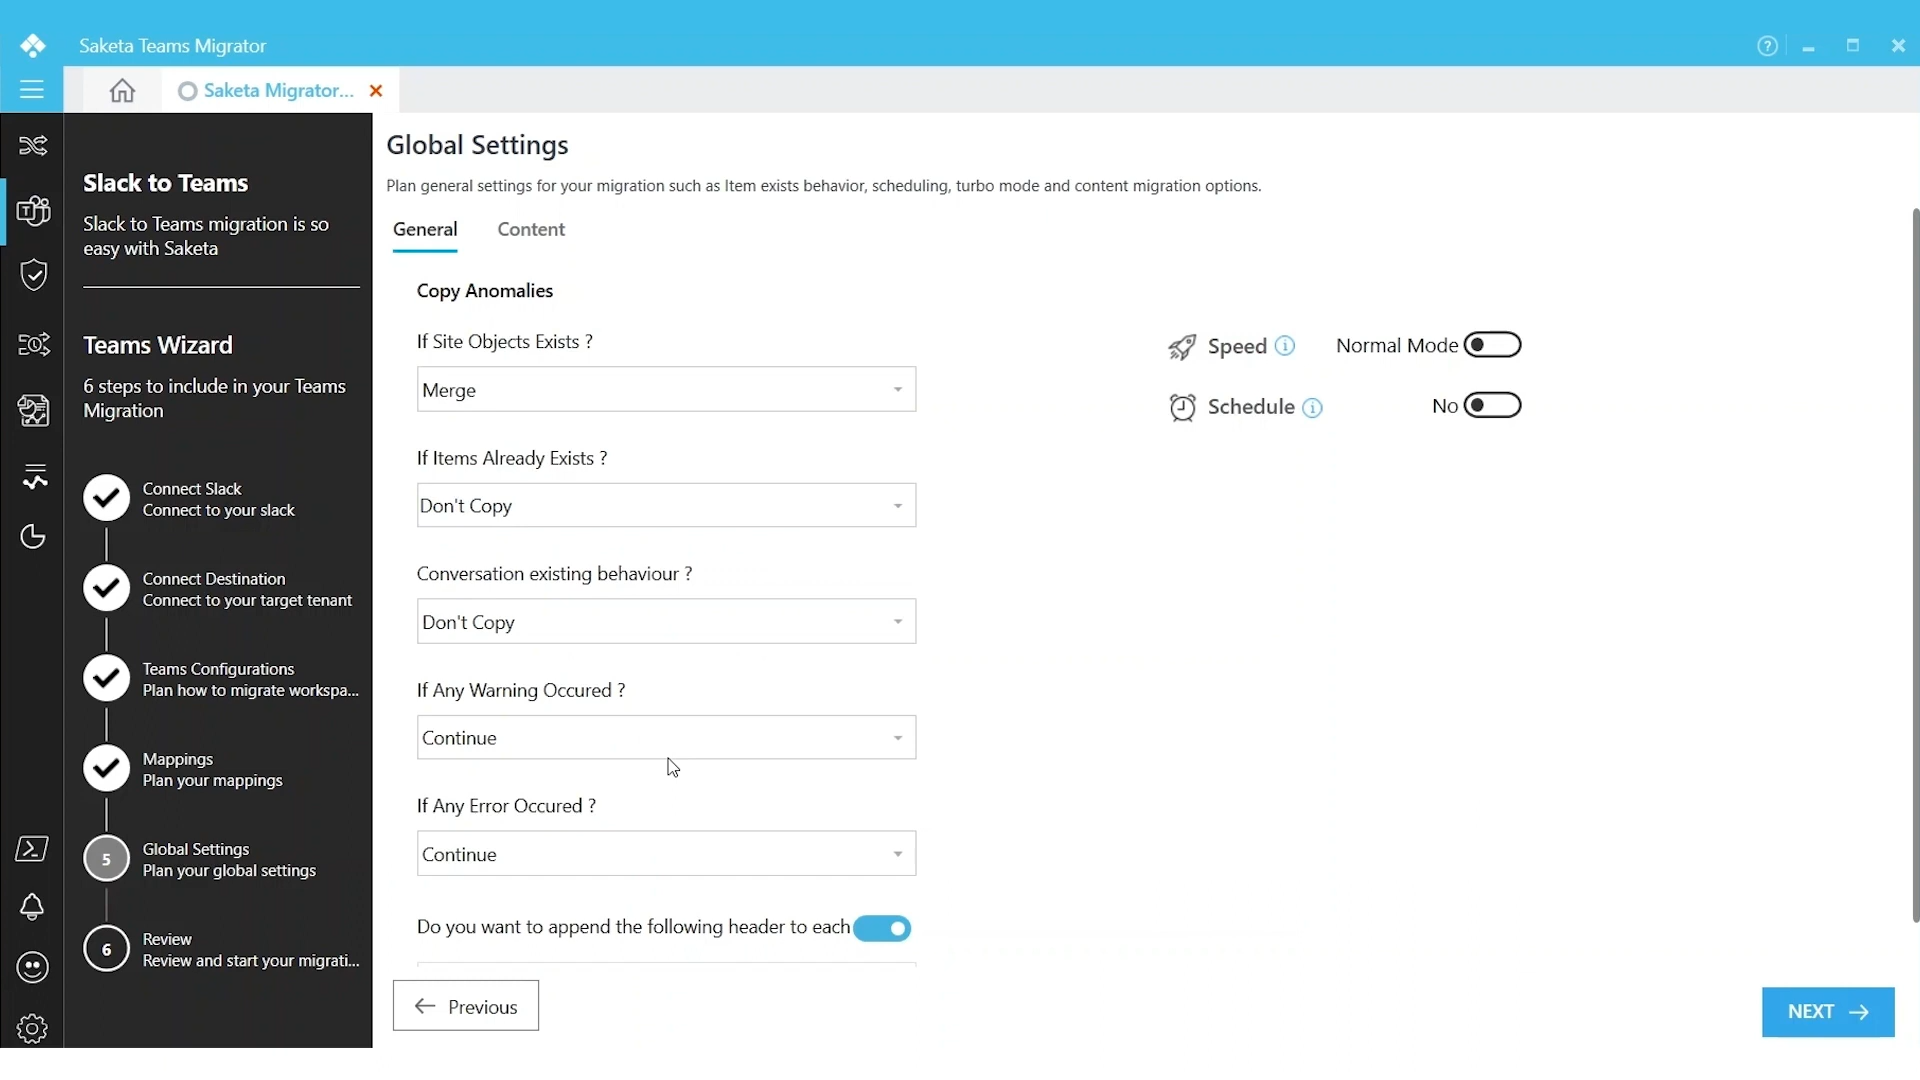 Saketa Teams Migrator
?
Saketa Migrator...
Slack to Teams
Slack to Teams migration is so
easy with Saketa
Teams Wizard
6 steps to include in your Teams
Migration
Connect Slack
Connect to your slack
Connect Destination
Connect to your target tenant
Teams Configurations
Plan how to migrate workspa...
Mappings
Plan your mappings
5
Global Settings
Plan your global settings
6
Review
Review and start your migrati...
Global Settings
Plan general settings for your migration such as Item exists behavior, scheduling, turbo mode and content migration options.
General
Content
Copy Anomalies
If Site Objects Exists ?
Merge
If Items Already Exists ?
Don't Copy
Conversation existing behaviour ?
Don't Copy
If Any Warning Occured ?
Continue
If Any Error Occured ?
Continue
Do you want to append the following header to each
Speed
Normal Mode
Schedule
No
Previous
NEXT